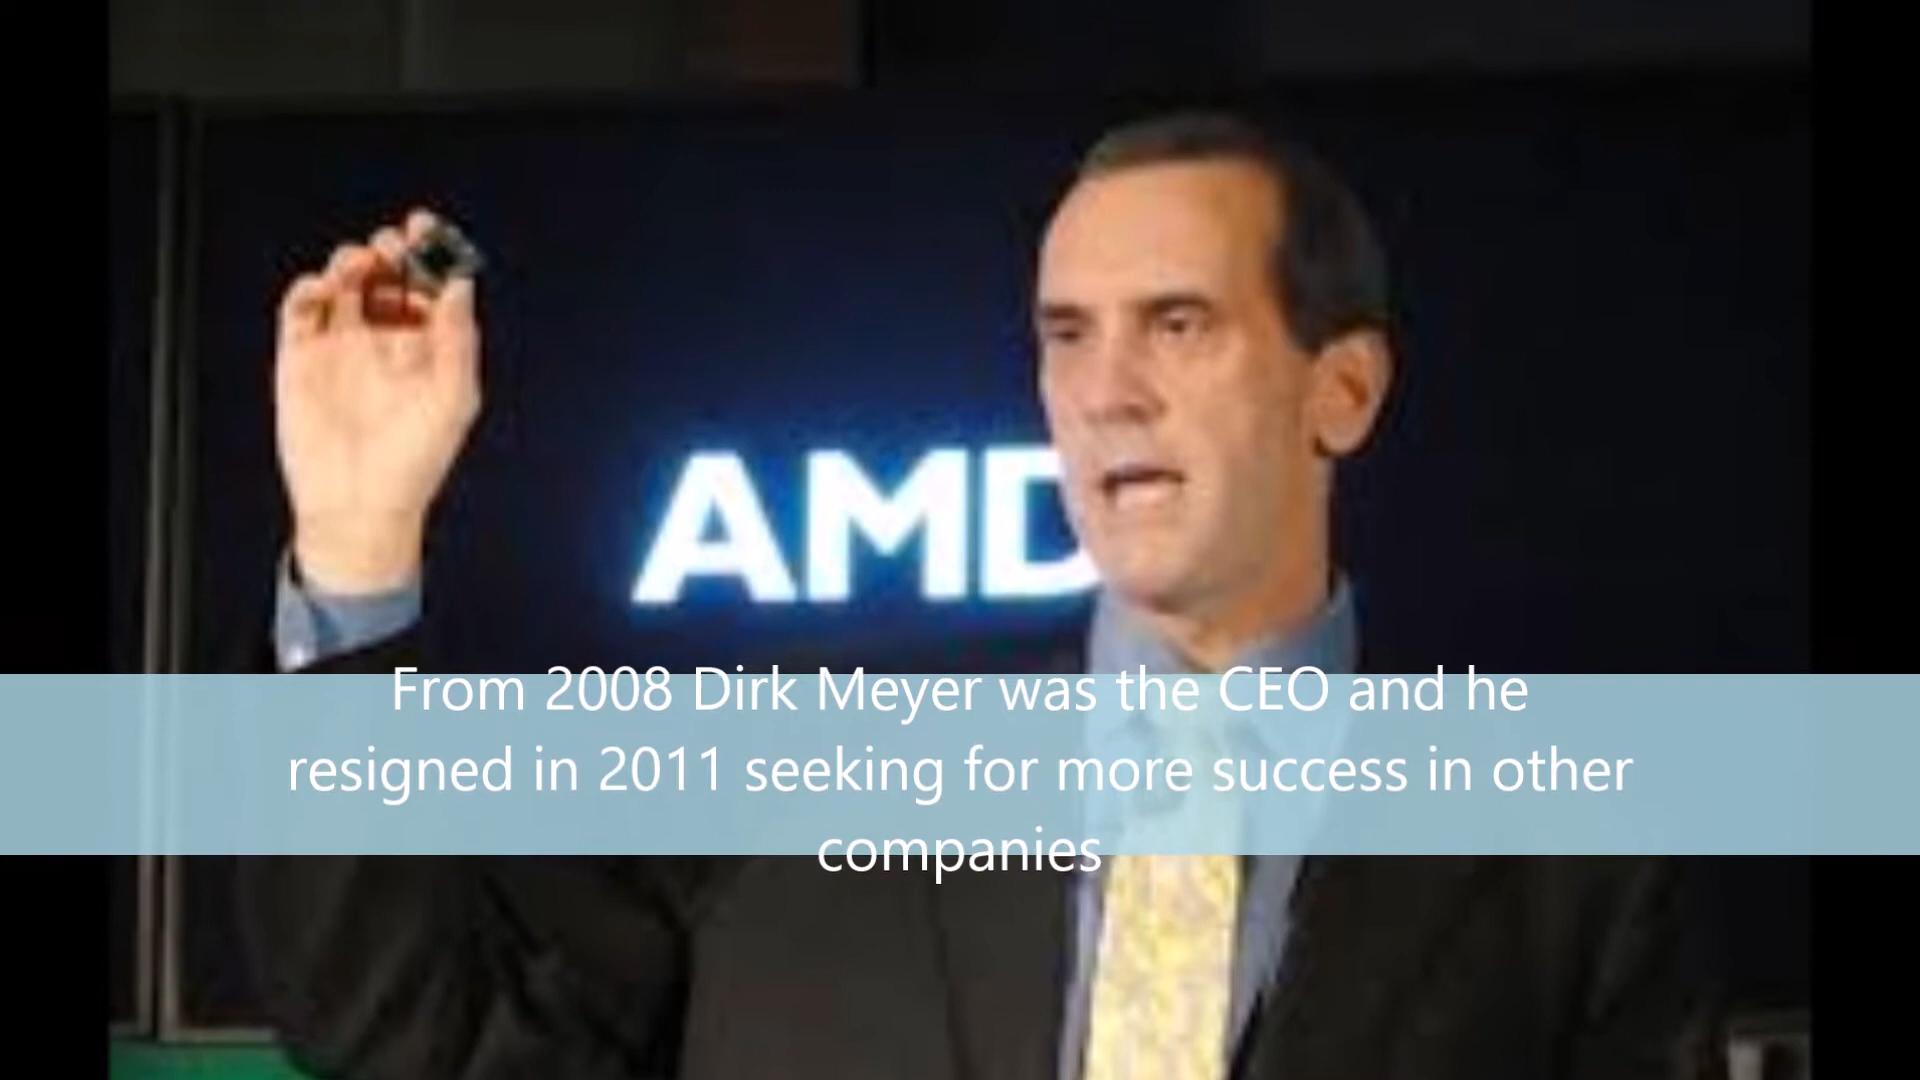 AMD
From 2008 Dirk Meyer was the CEO and he
resigned in 2011 seeking for more success in other
companies